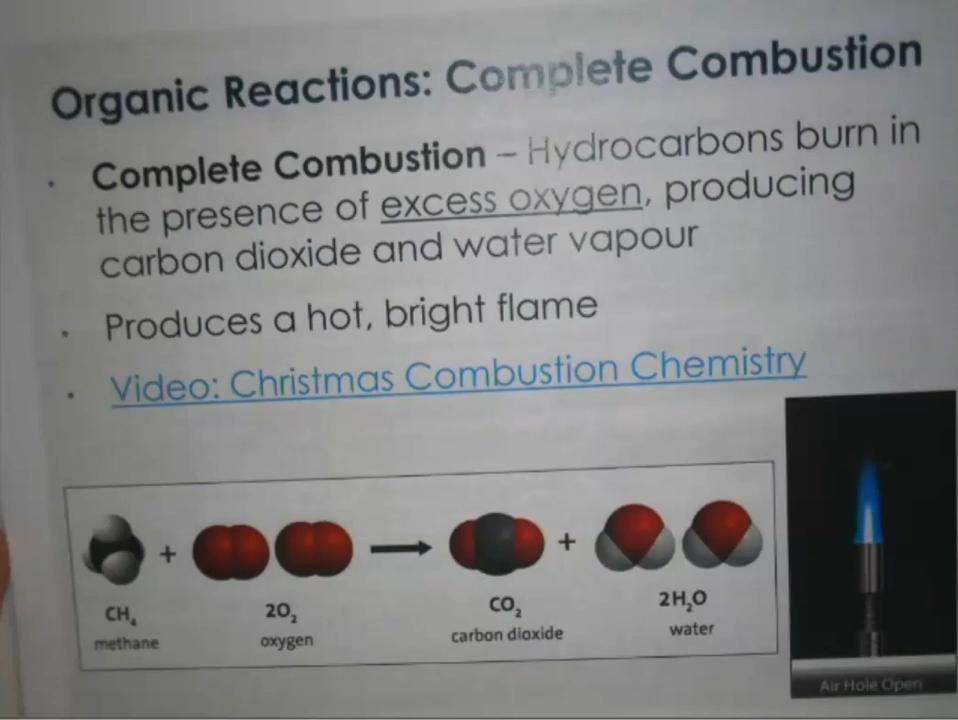 Organic Reactions: Complete Combustion
· Complete Combustion – Hydrocarbons burn in
the presence of excess oxygen, producing
carbon dioxide and water vapour
· Produces a hot, bright flame
· Video: Christmas Combustion Chemistry
+ +
CH₄ 2O₂ CO₂ 2H₂O
methane oxygen carbon dioxide water
Air Hole Open